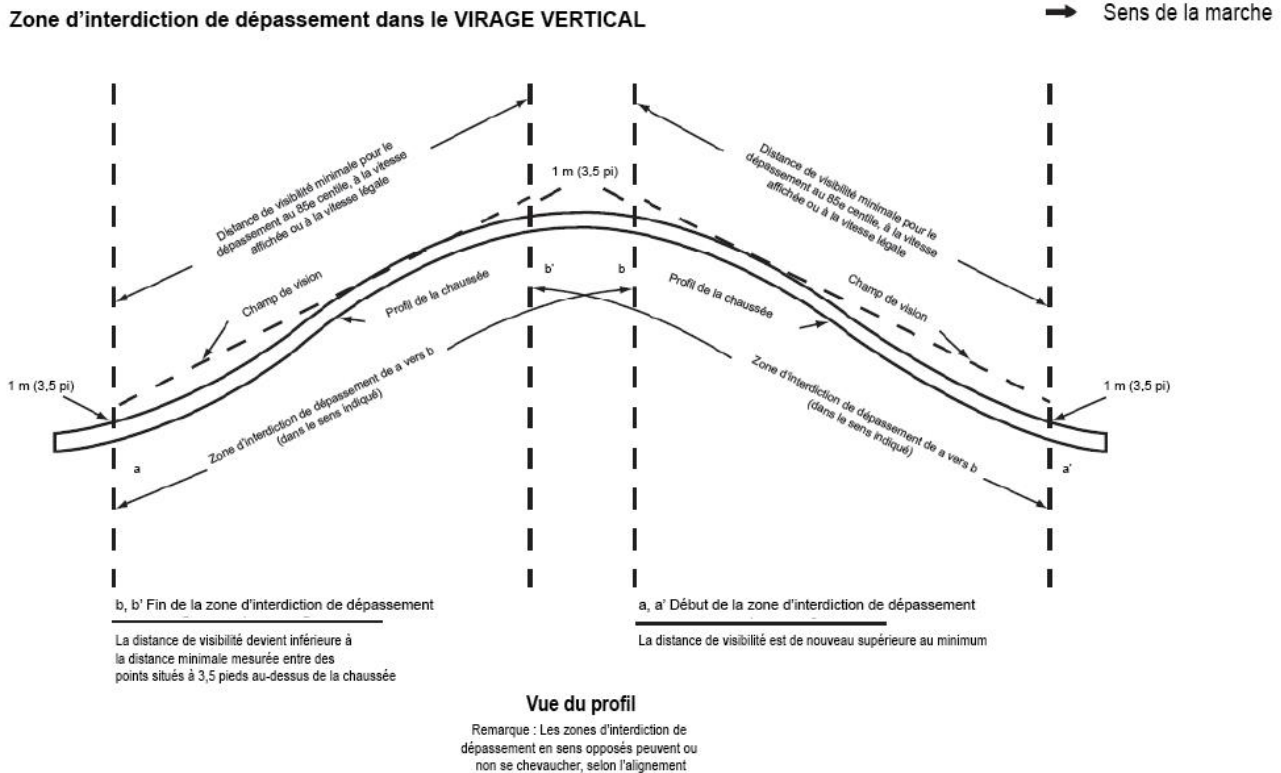 Zone d’interdiction de dépassement dans le VIRAGE VERTICAL
Sens de la marche
Distance de visibilité minimale pour le
dépassement au 85e centile, à la vitesse
affichée ou à la vitesse légale
1 m (3,5 pi)
Distance de visibilité minimale pour le
dépassement au 85e centile, à la vitesse
affichée ou à la vitesse légale
b’
b
Champ de vision
Profil de la chaussée
Profil de la chaussée
Champ de vision
1 m (3,5 pi)
Zone d’interdiction de dépassement de a vers b
(dans le sens indiqué)
Zone d’interdiction de dépassement de a vers b
(dans le sens indiqué)
1 m (3,5 pi)
a
a’
b, b’ Fin de la zone d’interdiction de dépassement
La distance de visibilité devient inférieure à
la distance minimale mesurée entre des
points situés à 3,5 pieds au-dessus de la chaussée
a, a’ Début de la zone d’interdiction de dépassement
La distance de visibilité est de nouveau supérieure au minimum
Vue du profil
Remarque : Les zones d’interdiction de
dépassement en sens opposés peuvent ou
non se chevaucher, selon l’alignement